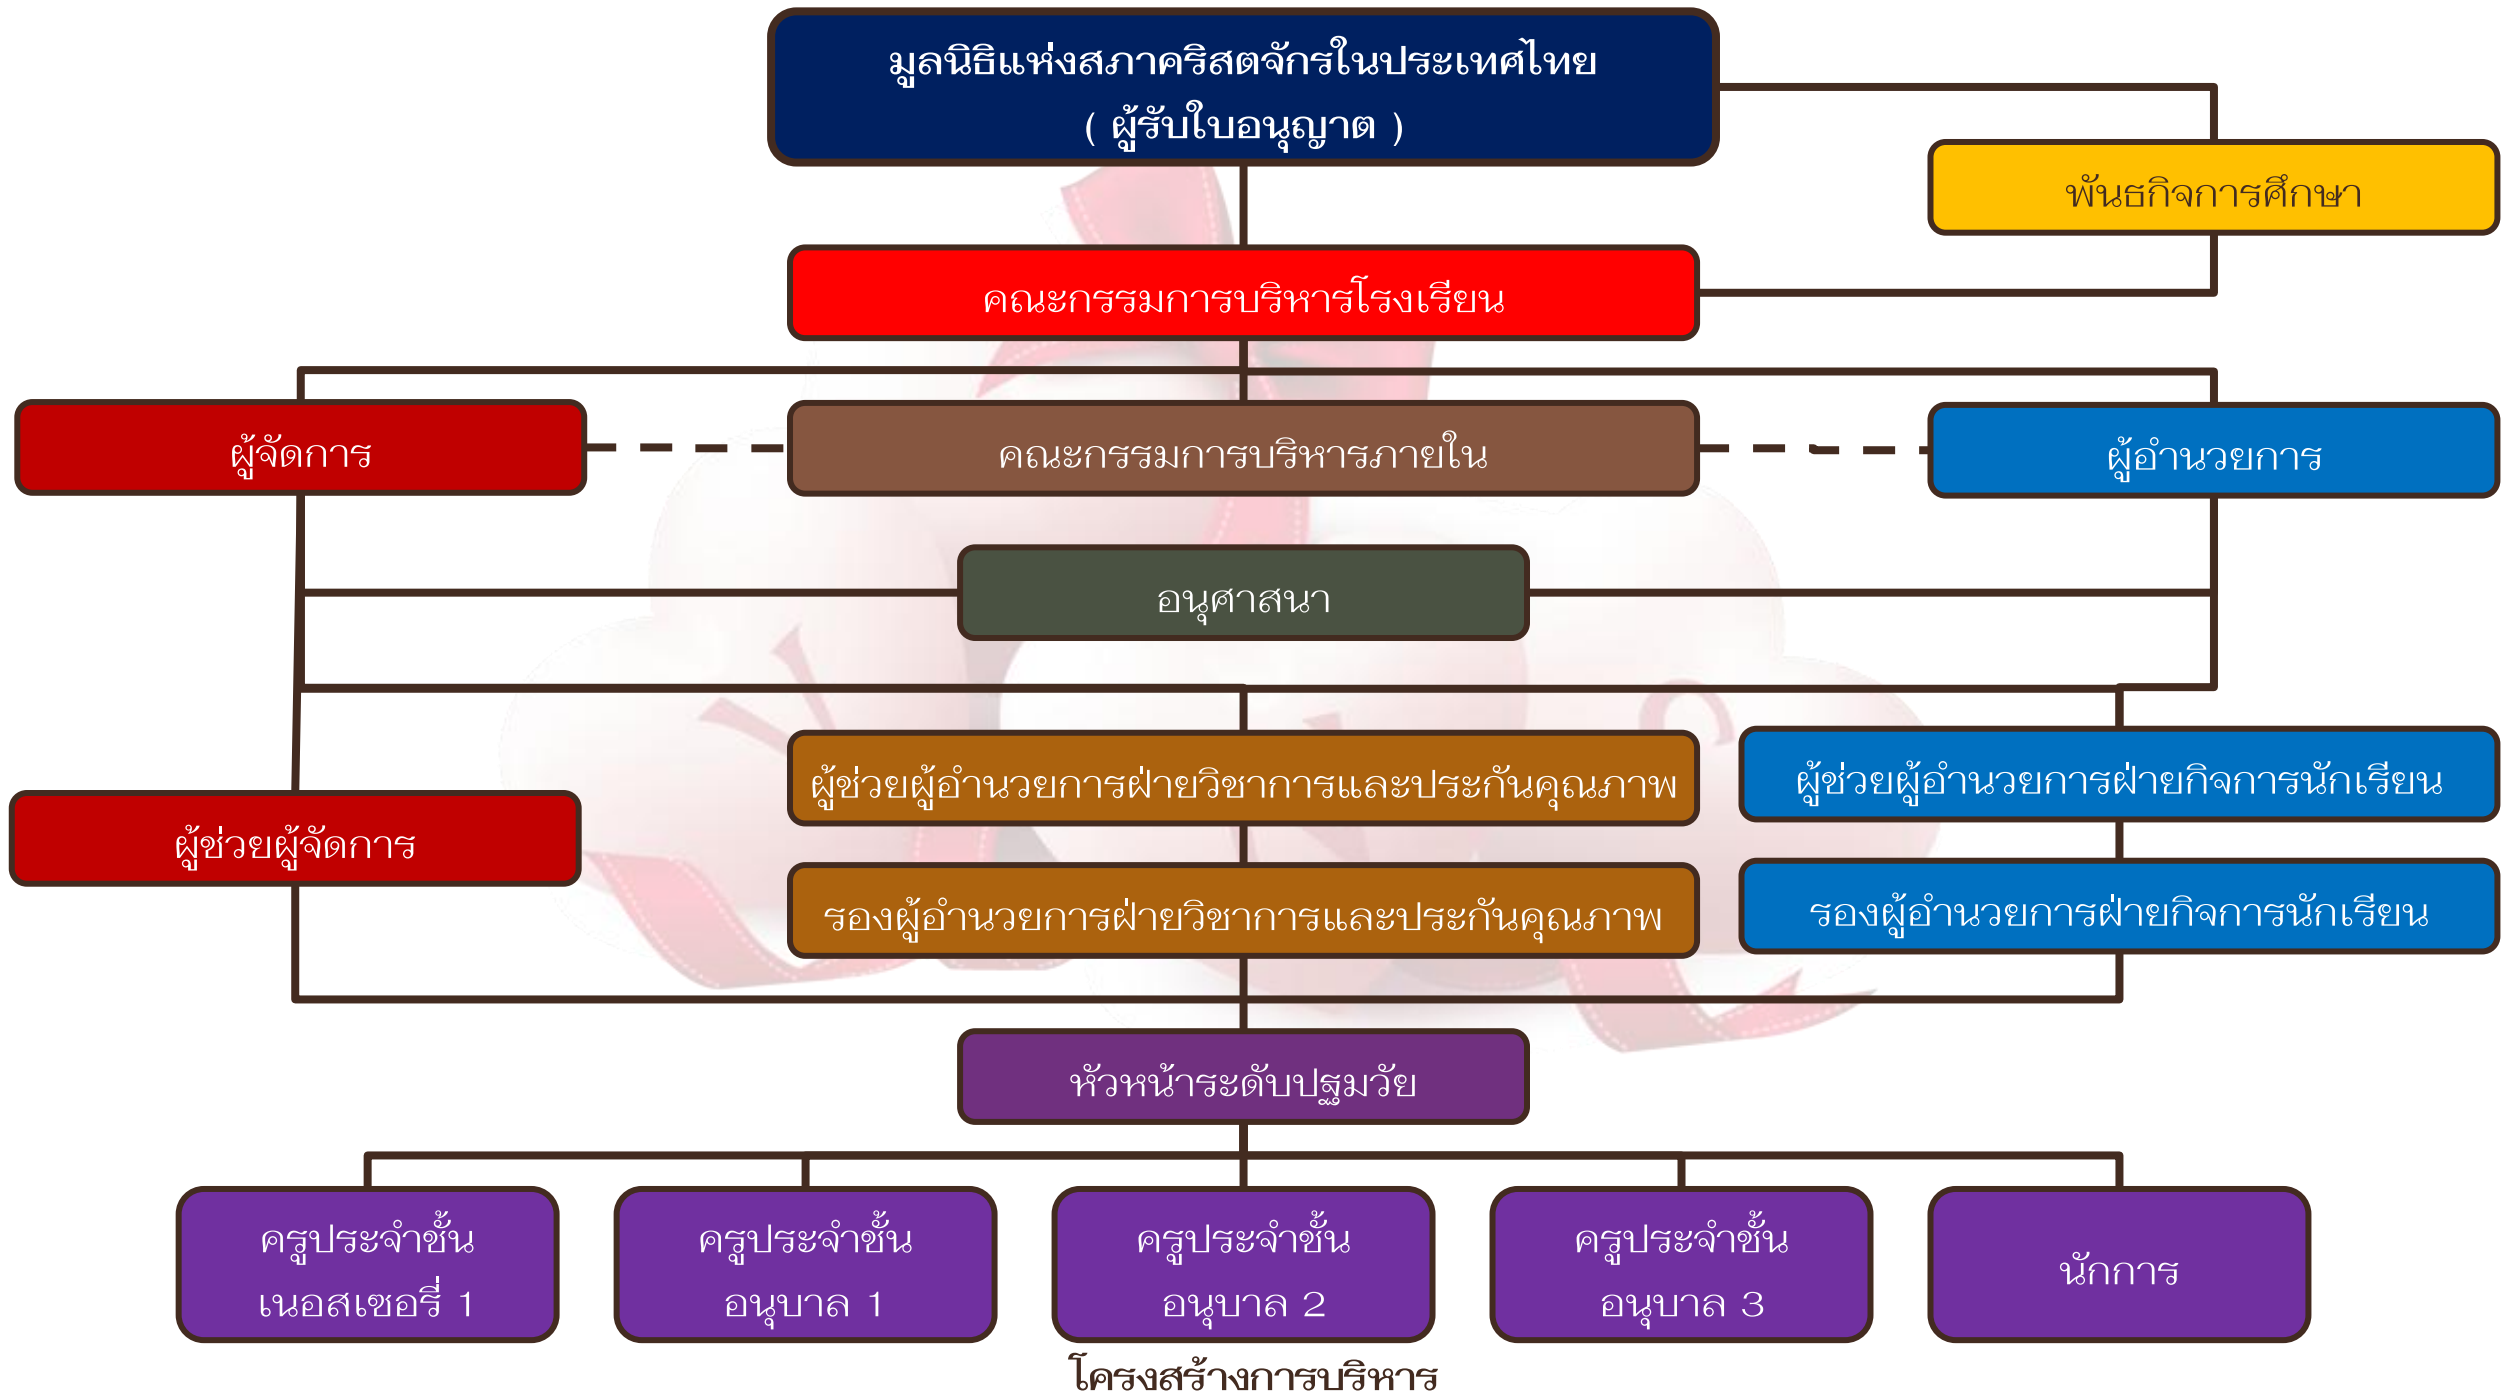 มูลนิธิแห่งสภาคริสตจักรในประเทศไทย
( ผู้รับใบอนุญาต )
พันธกิจการศึกษา
คณะกรรมการบริหารโรงเรียน
ผู้จัดการ
คณะกรรมการบริหารภายใน
ผู้อำนวยการ
อนุศาสนา
ผู้ช่วยผู้อำนวยการฝ่ายวิชาการและประกันคุณภาพ
ผู้ช่วยผู้อำนวยการฝ่ายกิจการนักเรียน
ผู้ช่วยผู้จัดการ
รองผู้อำนวยการฝ่ายวิชาการและประกันคุณภาพ
รองผู้อำนวยการฝ่ายกิจการนักเรียน
หัวหน้าระดับปฐมวัย
ครูประจำชั้น
เนอสเซอรี่ 1
ครูประจำชั้น
อนุบาล 1
ครูประจำชั้น
อนุบาล 2
ครูประจำชั้น
อนุบาล 3
นักการ
โครงสร้างการบริหาร